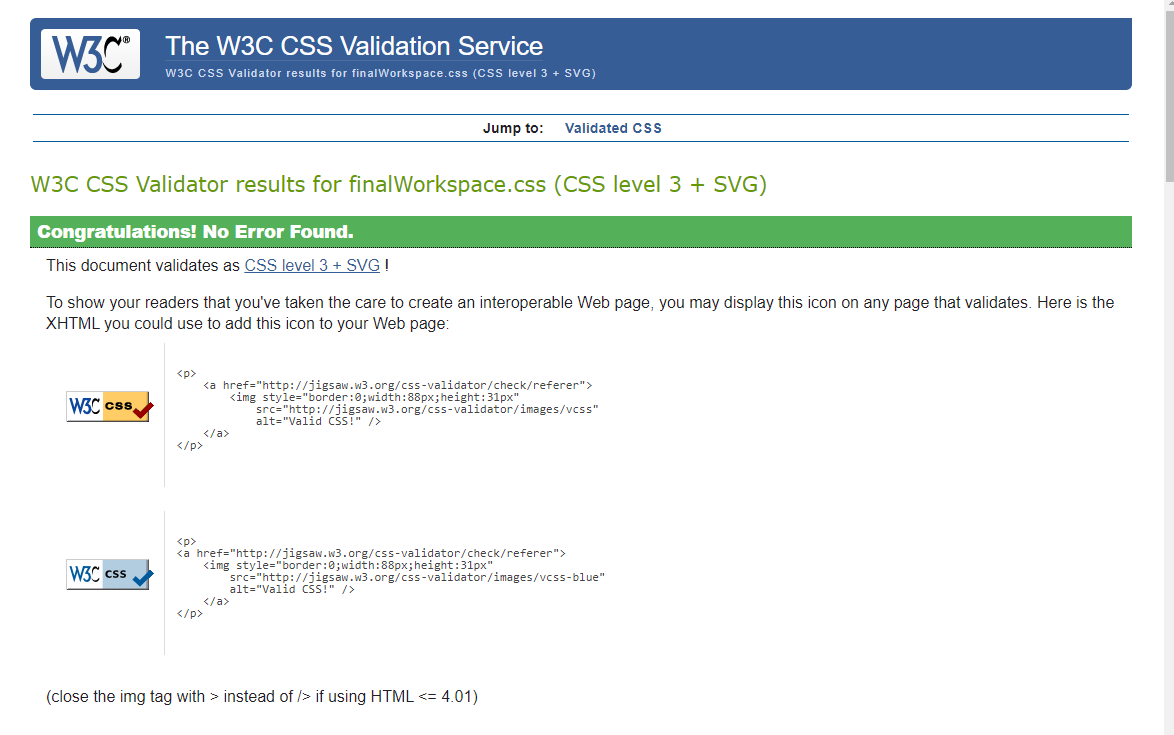 W3C®
The W3C CSS Validation Service
W3C CSS Validator results for finalWorkspace.css (CSS level 3 + SVG)
Jump to: Validated CSS
W3C CSS Validator results for finalWorkspace.css (CSS level 3 + SVG)
Congratulations! No Error Found.
This document validates as CSS level 3 + SVG !
To show your readers that you've taken the care to create an interoperable Web page, you may display this icon on any page that validates. Here is the
XHTML you could use to add this icon to your Web page:
W3C css
<p>
    <a href="http://jigsaw.w3.org/css-validator/check/referer">
        <img style="border:0;width:88px;height:31px"
            src="http://jigsaw.w3.org/css-validator/images/vcss"
            alt="Valid CSS!" />
    </a>
</p>
W3C css
<p>
<a href="http://jigsaw.w3.org/css-validator/check/referer">
    <img style="border:0;width:88px;height:31px"
        src="http://jigsaw.w3.org/css-validator/images/vcss-blue"
        alt="Valid CSS!" />
    </a>
</p>
(close the img tag with > instead of /> if using HTML <= 4.01)